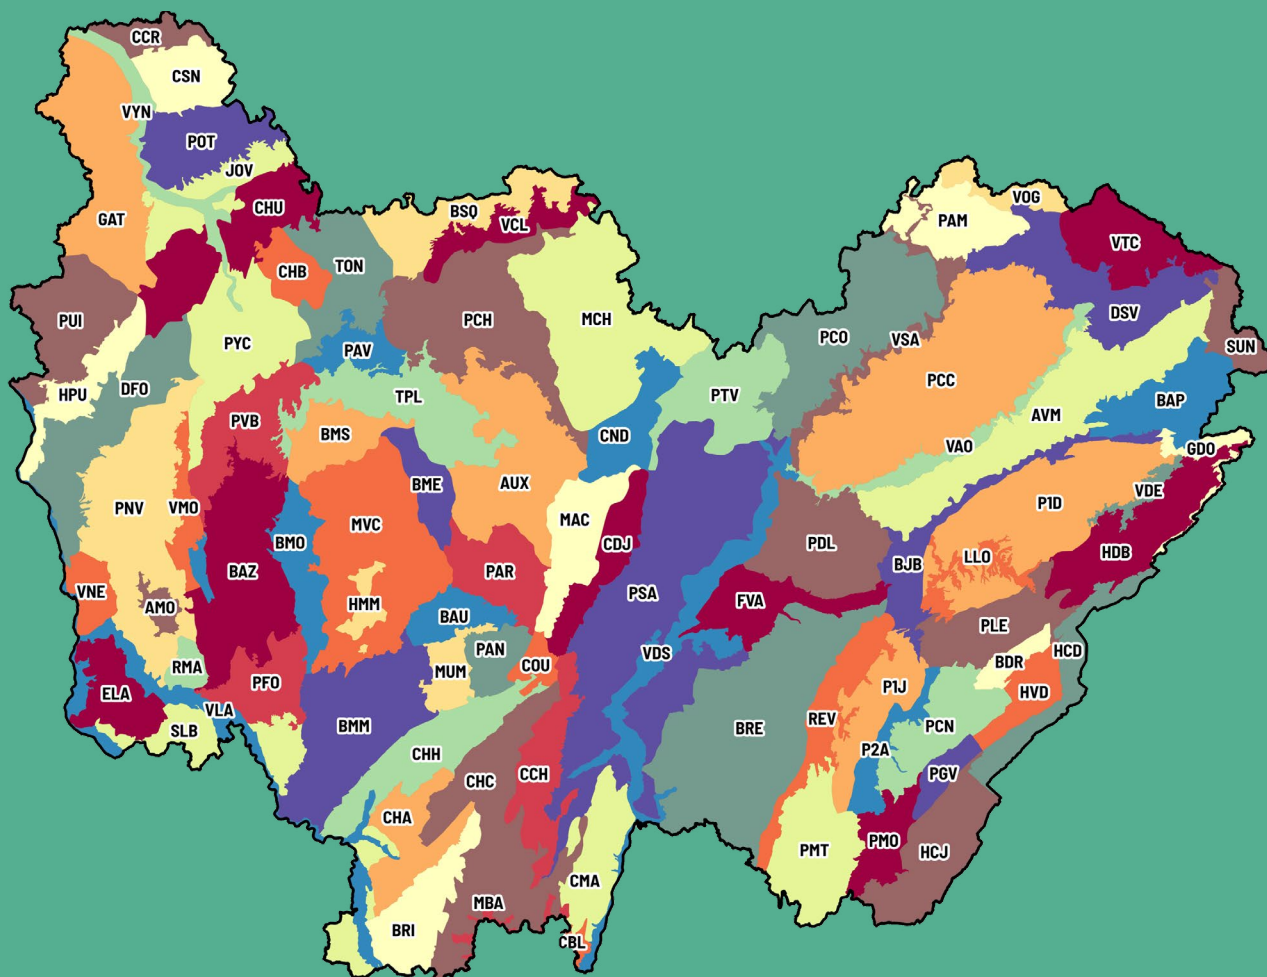 CCR
CSN
VYN
POT
JOV
CHU
GAT
BSQ
VCL
PAM
VOG
VTC
CHB
TON
PUI
PYC
PAV
PCH
MCH
PCO
VSA
DSV
SUN
HPU
DFO
TPL
PTV
PCC
AVM
BAP
PVB
BMS
CND
VAO
GDO
PNV
VMO
BME
AUX
MAC
CDJ
P1D
VDE
MVC
BMO
PDL
BAZ
PAR
LLO
BJB
HDB
VNE
AMO
HMM
BAU
PSA
FVA
PLE
RMA
PFO
MUM
PAN
COU
VDS
BDR
HCD
ELA
VLA
SLB
BMM
P1J
HVD
REV
BRE
PCN
P2A
CHH
CHC
CCH
PGV
CHA
PMT
PMO
HCJ
CMA
MBA
BRI
CBL